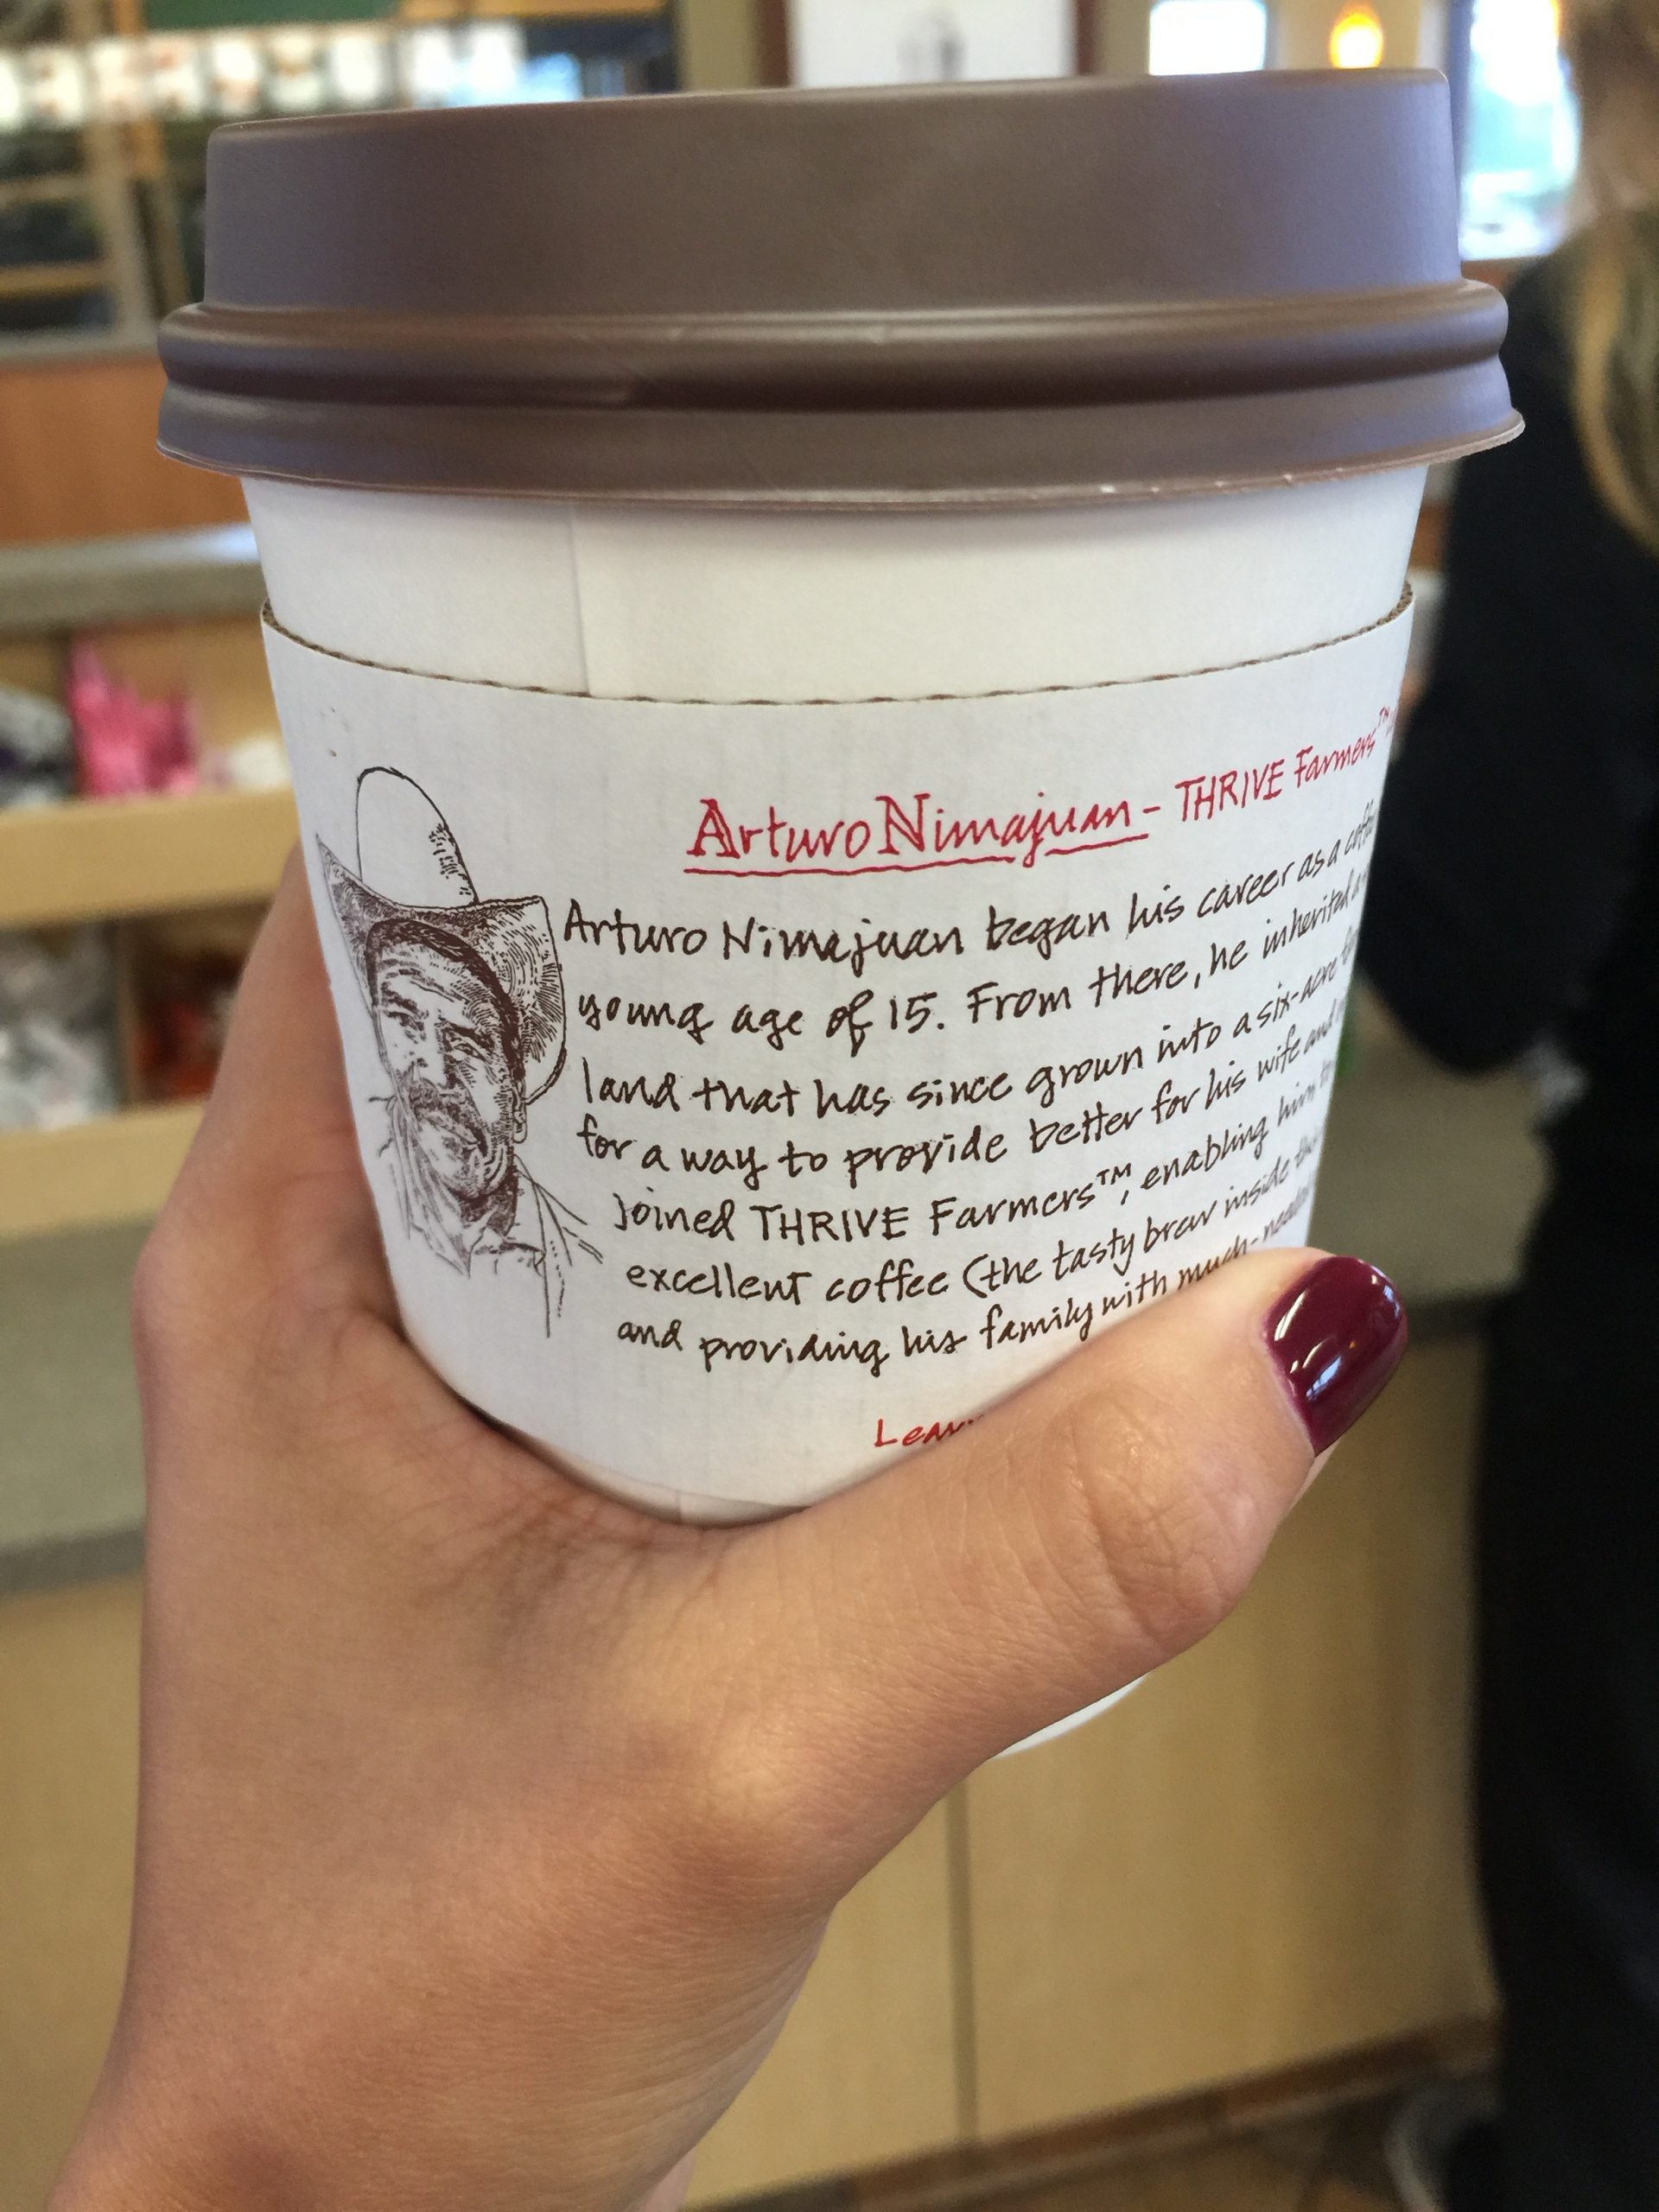 Arturo Nimajuan - THRIVE Farmers™
Arturo Nimajuan began his career as a
young age of 15. From there, he inherited
land that has since grown into a six-acre
for a way to provide better for his wife and
joined THRIVE Farmers™, enabling him to
excellent coffee (the tasty brew inside
and providing his family with